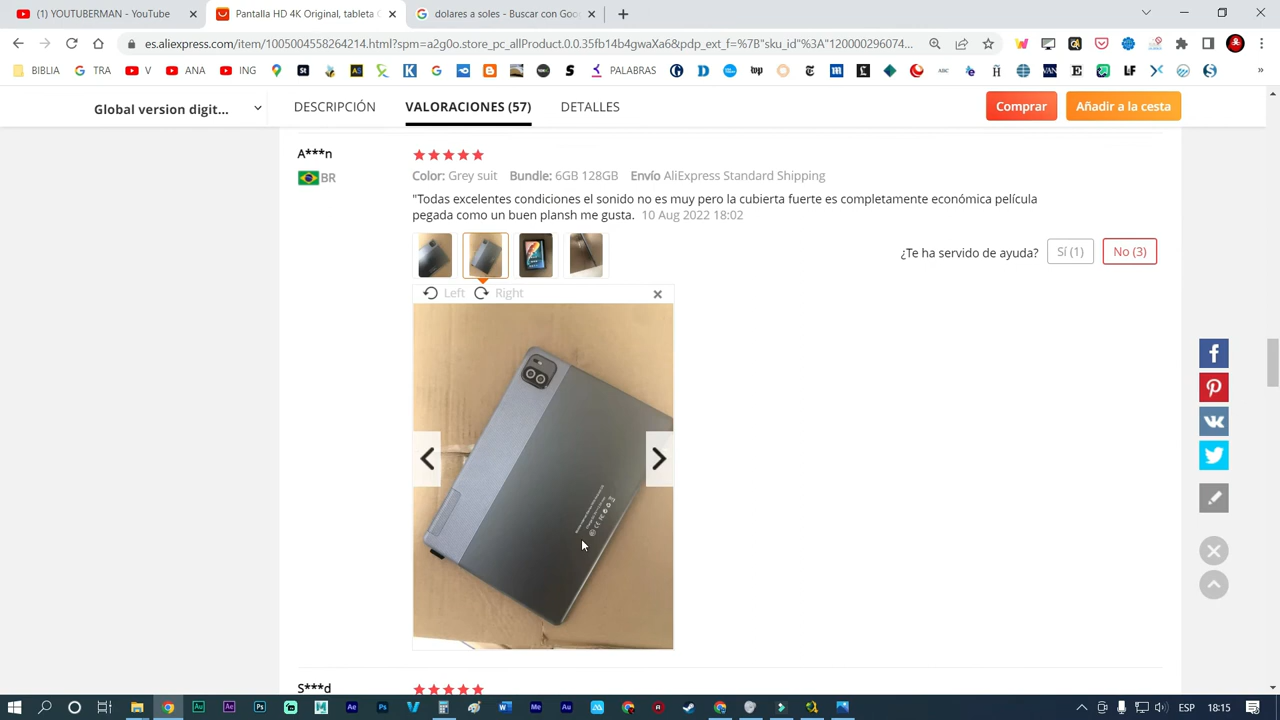 (1) YOUTUBERMAN - YouTube
Pantalla HD 4K Original, tableta C
dolares a soles - Buscar con Goo
es.aliexpress.com/item/1005004558263214.html?spm=a2g0s.store_pc_allProduct.0.0.35fb14b4gwaXa6&pdp_ext_f=%7B"sku_id"%3A"120000296074...
BIBLIA
TRA
V
ANA
ING
PALABRAS
Global version digit...
DESCRIPCIÓN
VALORACIONES (57)
DETALLES
Comprar
Añadir a la cesta
A***n
BR
Color: Grey suit Bundle: 6GB 128GB Envío AliExpress Standard Shipping
"Todas excelentes condiciones el sonido no es muy pero la cubierta fuerte es completamente económica película
pegada como un buen plansh me gusta. 10 Aug 2022 18:02
¿Te ha servido de ayuda?
Sí (1)
No (3)
Left
Right
S***d
ESP
18:15